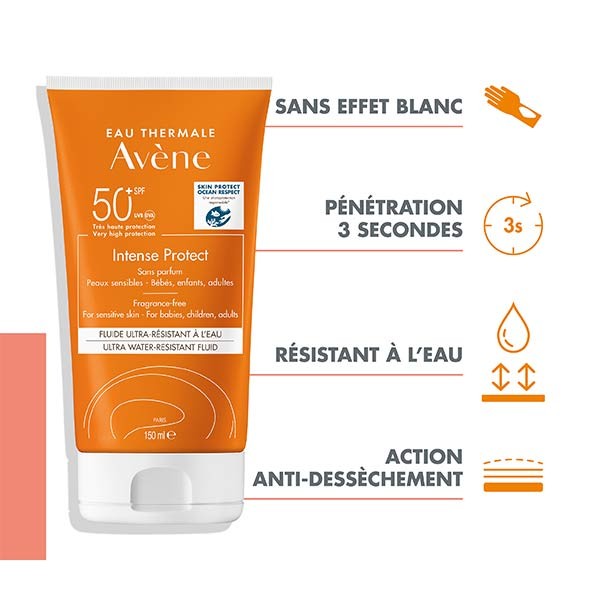 EAU THERMALE
Avène
50+ SPF
UVB UVA
Très haute protection
Very high protection
SKIN PROTECT
OCEAN RESPECT
Intense Protect
Sans parfum
Peaux sensibles - Bébés, enfants, adultes
Fragrance-free
For sensitive skin - For babies, children, adults
FLUIDE ULTRA-RÉSISTANT À L'EAU
ULTRA WATER-RESISTANT FLUID
PARIS
150 ml e
SANS EFFET BLANC
PÉNÉTRATION
3 SECONDES
3s
RÉSISTANT À L'EAU
ACTION
ANTI-DESSÈCHEMENT